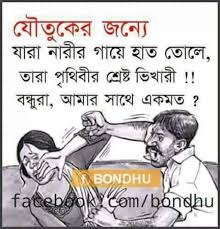 যৌতুকের জন্যে
যারা নারীর গায়ে হাত তোলে,
তারা পৃথিবীর শ্রেষ্ট ভিখারী !!
বন্ধুরা, আমার সাথে একমত ?
f BONDHU
facebook.com/bondhu